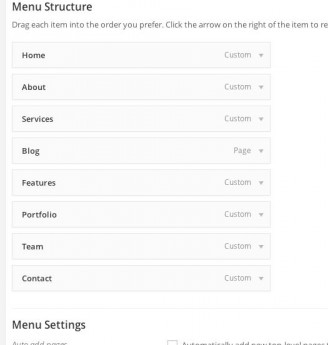 Menu Structure
Drag each item into the order you prefer. Click the arrow on the right of the item to re
Home Custom
About Custom
Services Custom
Blog Page
Features Custom
Portfolio Custom
Team Custom
Contact Custom
Menu Settings
Auto add pages
Automatically add new top-level pages